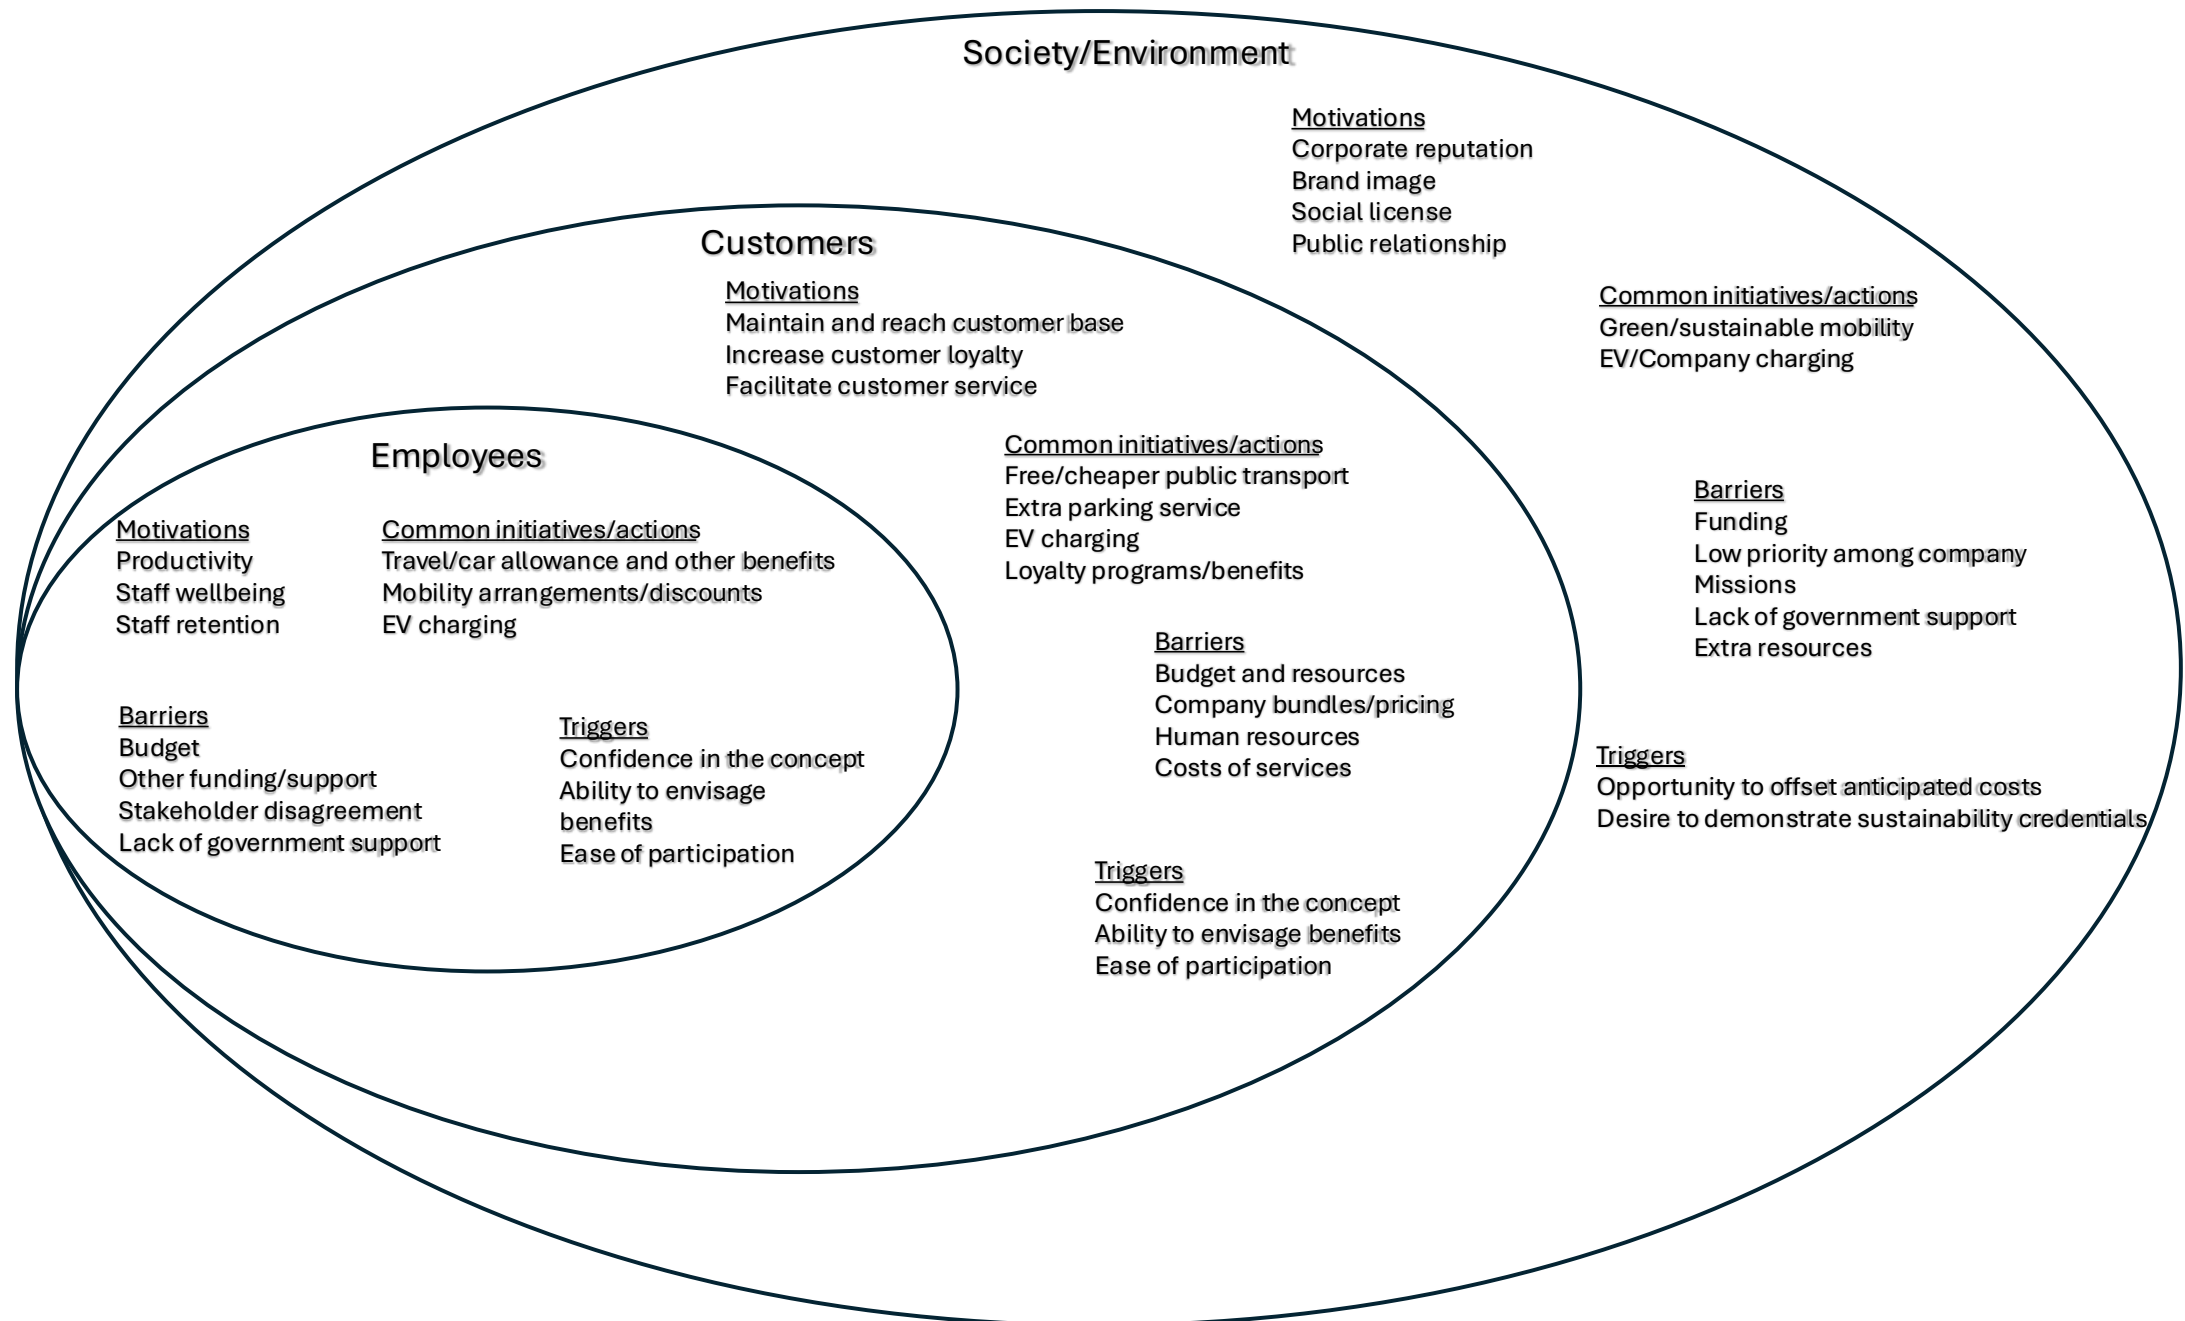 Society/Environment
Motivations
Corporate reputation
Brand image
Social license
Public relationship
Common initiatives/actions
Green/sustainable mobility
EV/Company charging
Barriers
Funding
Low priority among company
Missions
Lack of government support
Extra resources
Triggers
Opportunity to offset anticipated costs
Desire to demonstrate sustainability credentials
Customers
Motivations
Maintain and reach customer base
Increase customer loyalty
Facilitate customer service
Common initiatives/actions
Free/cheaper public transport
Extra parking service
EV charging
Loyalty programs/benefits
Barriers
Budget and resources
Company bundles/pricing
Human resources
Costs of services
Triggers
Confidence in the concept
Ability to envisage benefits
Ease of participation
Employees
Motivations
Productivity
Staff wellbeing
Staff retention
Common initiatives/actions
Travel/car allowance and other benefits
Mobility arrangements/discounts
EV charging
Barriers
Budget
Other funding/support
Stakeholder disagreement
Lack of government support
Triggers
Confidence in the concept
Ability to envisage
benefits
Ease of participation